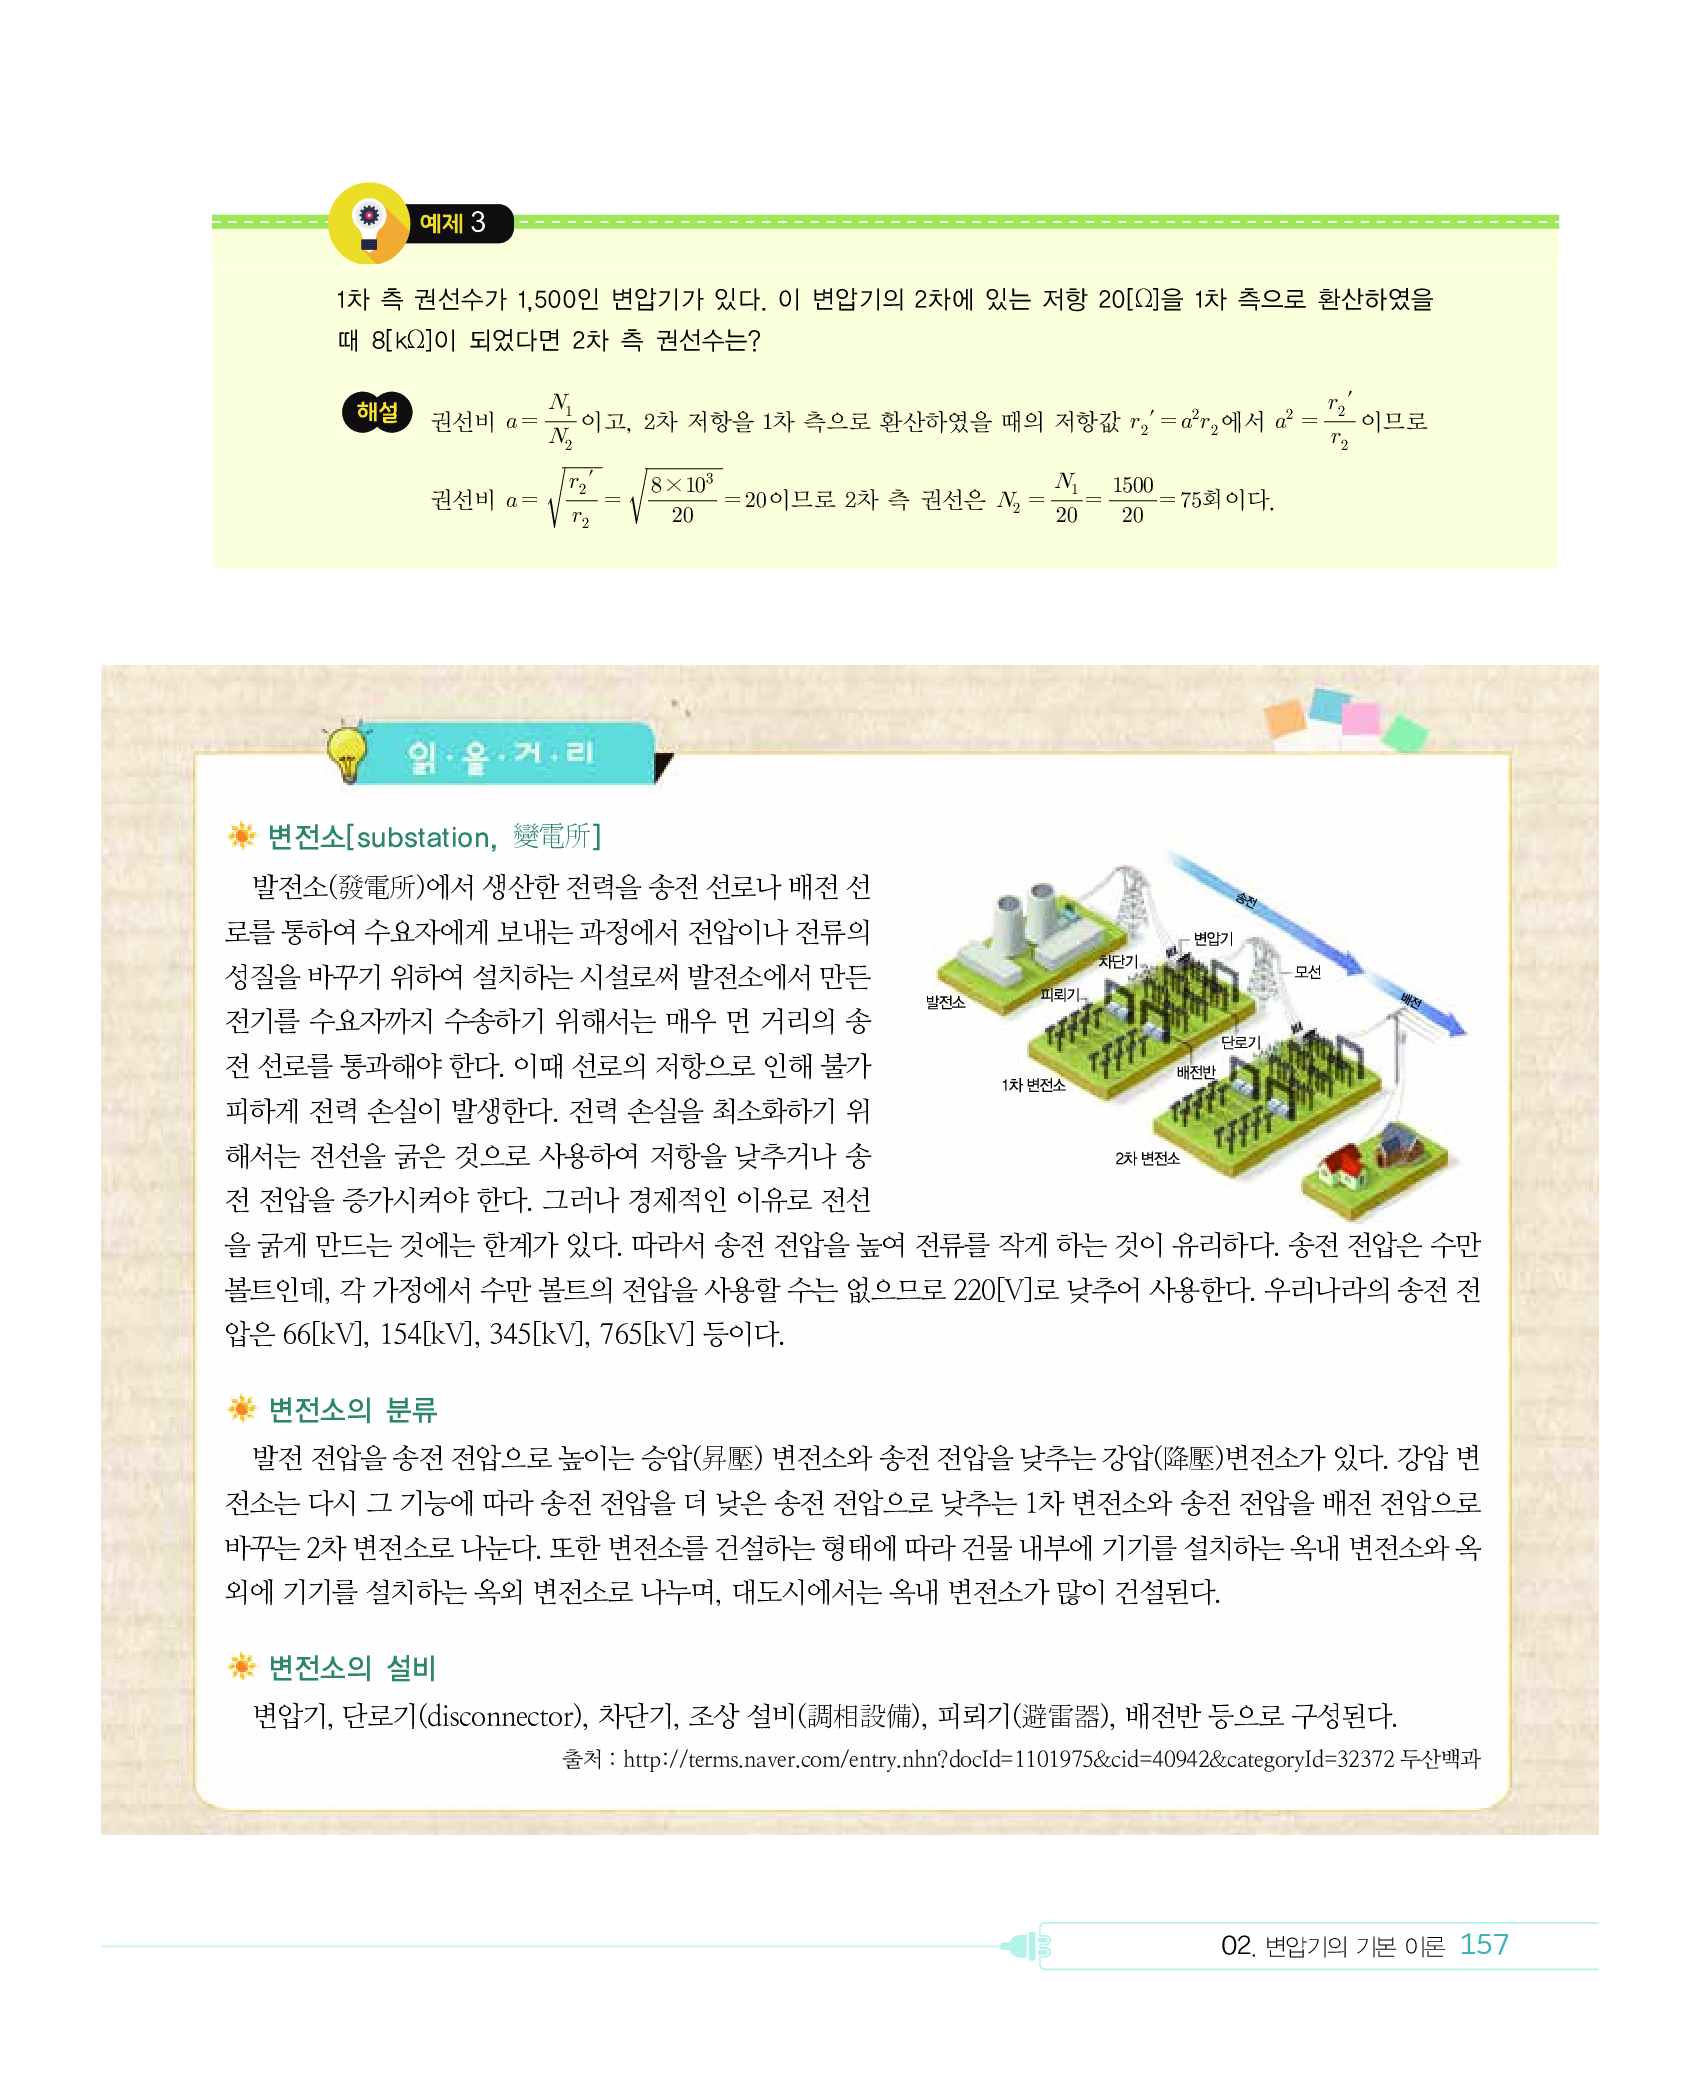 예제 3
1차 측 권선수가 1,500인 변압기가 있다. 이 변압기의 2차에 있는 저항 20[Ω]을 1차 측으로 환산하였을
때 8[kΩ]이 되었다면 2차 측 권선수는?
해설 권선비 a = N₁/N₂ 이고, 2차 저항을 1차 측으로 환산하였을 때의 저항값 r₂′ = a²r₂에서 a² = r₂′/r₂ 이므로
권선비 a = √(r₂′/r₂) = √(8×10³/20) = 20이므로 2차 측 권선은 N₂ = N₁/20 = 1500/20 = 75회이다.
읽·을·거·리
변전소[substation, 變電所]
발전소(發電所)에서 생산한 전력을 송전 선로나 배전 선
로를 통하여 수요자에게 보내는 과정에서 전압이나 전류의
성질을 바꾸기 위하여 설치하는 시설로써 발전소에서 만든
전기를 수요자까지 수송하기 위해서는 매우 먼 거리의 송
전 선로를 통과해야 한다. 이때 선로의 저항으로 인해 불가
피하게 전력 손실이 발생한다. 전력 손실을 최소화하기 위
해서는 전선을 굵은 것으로 사용하여 저항을 낮추거나 송
전 전압을 증가시켜야 한다. 그러나 경제적인 이유로 전선
을 굵게 만드는 것에는 한계가 있다. 따라서 송전 전압을 높여 전류를 작게 하는 것이 유리하다. 송전 전압은 수만
볼트인데, 각 가정에서 수만 볼트의 전압을 사용할 수는 없으므로 220[V]로 낮추어 사용한다. 우리나라의 송전 전
압은 66[kV], 154[kV], 345[kV], 765[kV] 등이다.
송전
변압기
차단기
모선
피뢰기
발전소
배전
단로기
배전반
1차 변전소
2차 변전소
변전소의 분류
발전 전압을 송전 전압으로 높이는 승압(昇壓) 변전소와 송전 전압을 낮추는 강압(降壓)변전소가 있다. 강압 변
전소는 다시 그 기능에 따라 송전 전압을 더 낮은 송전 전압으로 낮추는 1차 변전소와 송전 전압을 배전 전압으로
바꾸는 2차 변전소로 나눈다. 또한 변전소를 건설하는 형태에 따라 건물 내부에 기기를 설치하는 옥내 변전소와 옥
외에 기기를 설치하는 옥외 변전소로 나누며, 대도시에서는 옥내 변전소가 많이 건설된다.
변전소의 설비
변압기, 단로기(disconnector), 차단기, 조상 설비(調相設備), 피뢰기(避雷器), 배전반 등으로 구성된다.
출처 : http://terms.naver.com/entry.nhn?docId=1101975&cid=40942&categoryId=32372 두산백과
02. 변압기의 기본 이론 157